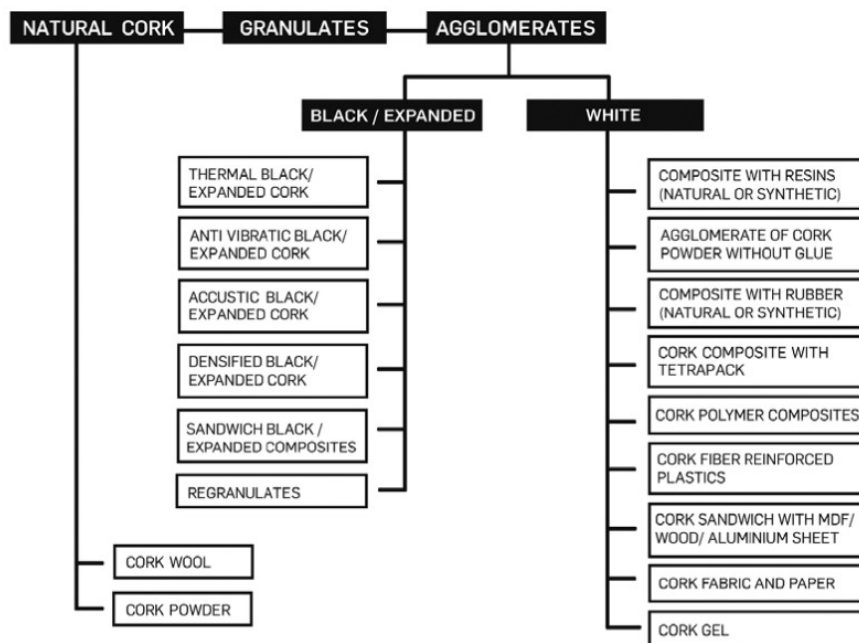 NATURAL CORK
GRANULATES
AGGLOMERATES
BLACK / EXPANDED
WHITE
THERMAL BLACK/
EXPANDED CORK
ANTI VIBRATIC BLACK/
EXPANDED CORK
ACCUSTIC BLACK/
EXPANDED CORK
DENSIFIED BLACK/
EXPANDED CORK
SANDWICH BLACK /
EXPANDED COMPOSITES
REGRANULATES
COMPOSITE WITH RESINS
(NATURAL OR SYNTHETIC)
AGGLOMERATE OF CORK
POWDER WITHOUT GLUE
COMPOSITE WITH RUBBER
(NATURAL OR SYNTHETIC)
CORK COMPOSITE WITH
TETRAPACK
CORK POLYMER COMPOSITES
CORK FIBER REINFORCED
PLASTICS
CORK SANDWICH WITH MDF/
WOOD/ ALUMINIUM SHEET
CORK FABRIC AND PAPER
CORK GEL
CORK WOOL
CORK POWDER